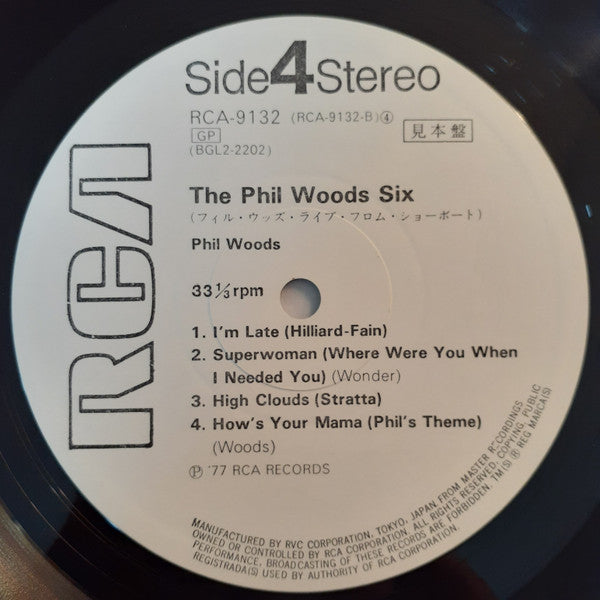 Side 4 Stereo
RCA-9132 (RCA-9132-B)④
GP
見本盤
(BGL2-2202)
The Phil Woods Six
(フィル・ウッズ・ライブ・フロム・ショーボート)
Phil Woods
33⅓rpm
1. I'm Late (Hilliard-Fain)
2. Superwoman (Where Were You When
I Needed You) (Wonder)
3. High Clouds (Stratta)
4. How's Your Mama (Phil's Theme)
(Woods)
Ⓟ '77 RCA RECORDS
RCA
MANUFACTURED BY RVC CORPORATION, TOKYO, JAPAN, FROM MASTER RECORDINGS
OWNED OR CONTROLLED BY RCA CORPORATION. ALL RIGHTS RESERVED. COPYING, PUBLIC
PERFORMANCE, BROADCASTING OF THESE RECORDS ARE FORBIDDEN. TM(S) ® REG. MARCA(S)
REGISTRADA(S) USED BY AUTHORITY OF RCA CORPORATION.